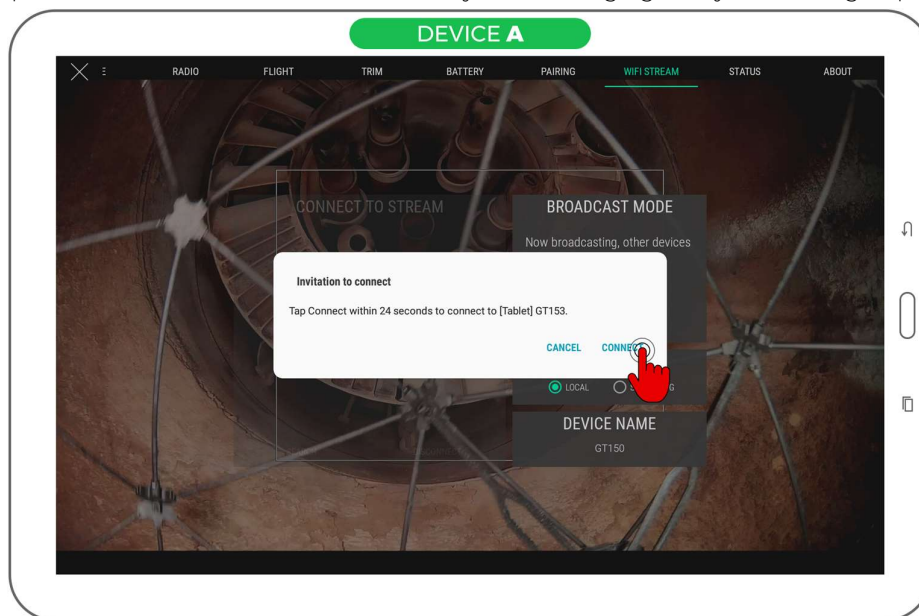 DEVICE A
RADIO FLIGHT TRIM BATTERY PAIRING WIFI STREAM STATUS ABOUT
CONNECT TO STREAM
BROADCAST MODE
Now broadcasting, other devices
Invitation to connect
Tap Connect within 24 seconds to connect to [Tablet] GT153.
CANCEL CONNECT
LOCAL
DEVICE NAME
GT150